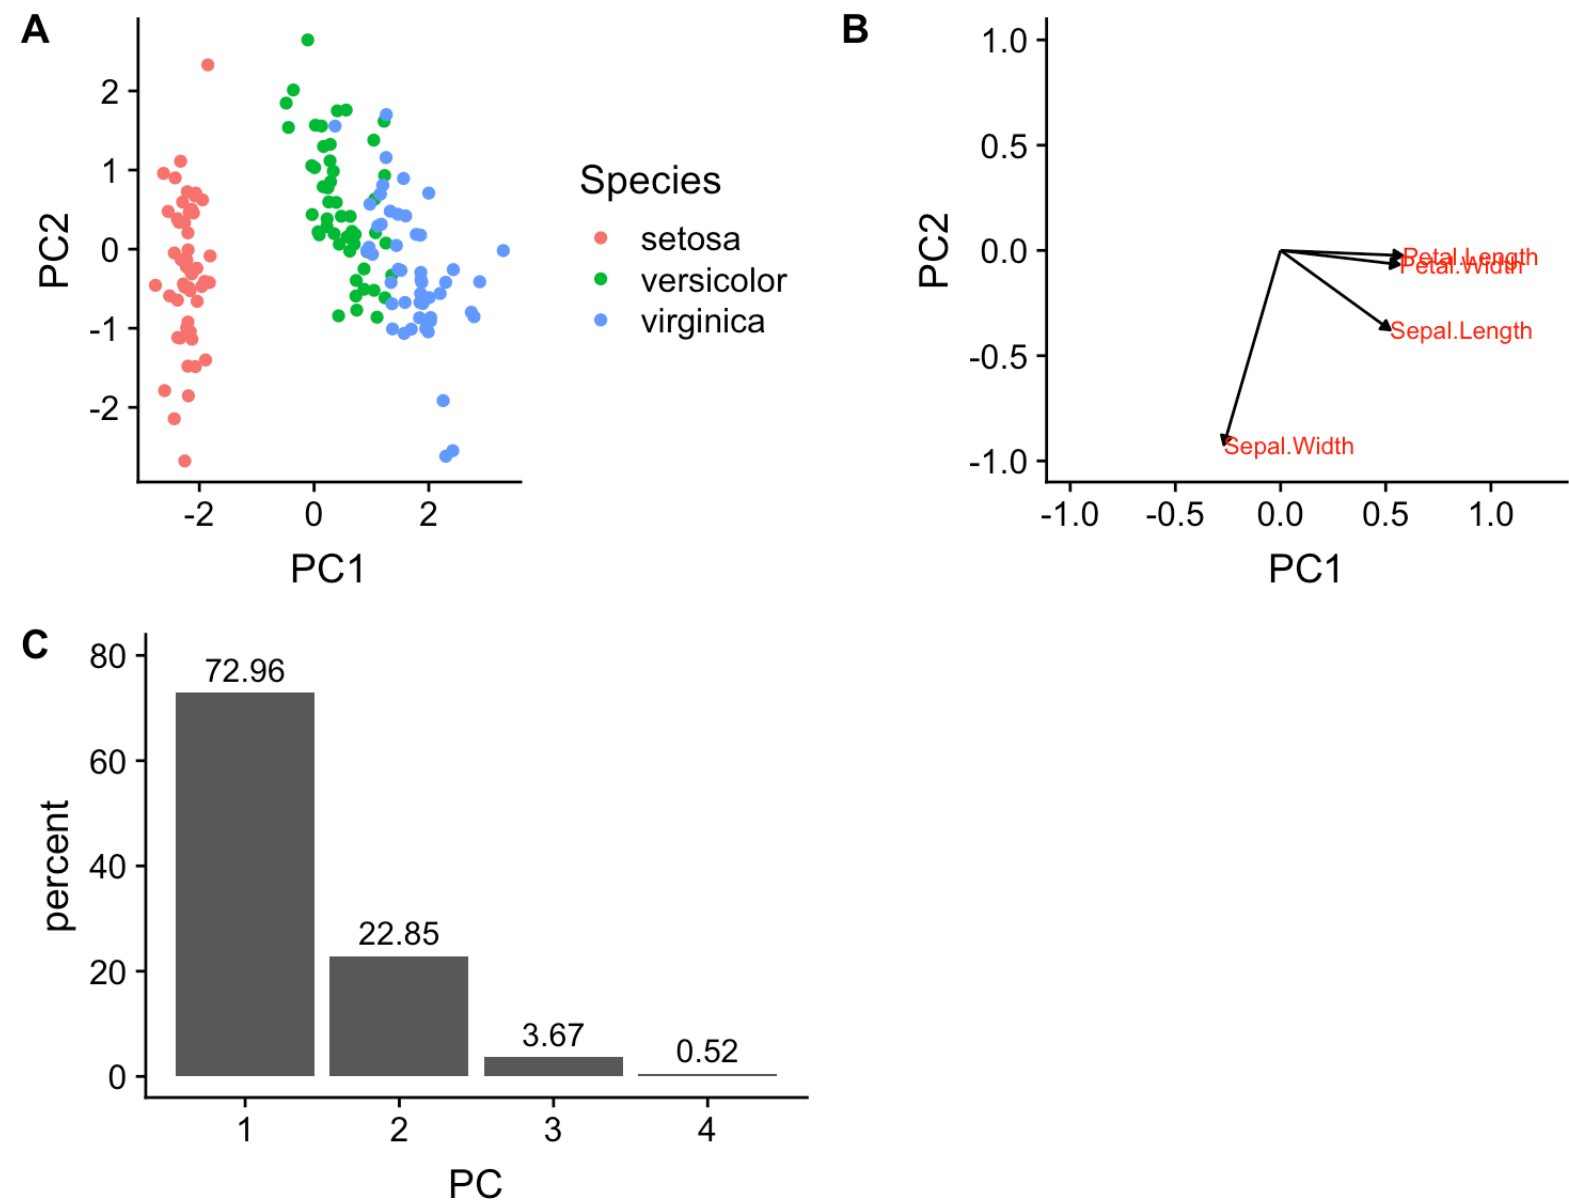 A
PC2
2
1
0
-1
-2
-2 0 2
PC1
Species
setosa
versicolor
virginica
B
PC2
1.0
0.5
0.0
-0.5
-1.0
Petal.Length
Petal.Width
Sepal.Length
Sepal.Width
-1.0 -0.5 0.0 0.5 1.0
PC1
C
percent
80
60
40
20
0
72.96
22.85
3.67
0.52
1 2 3 4
PC